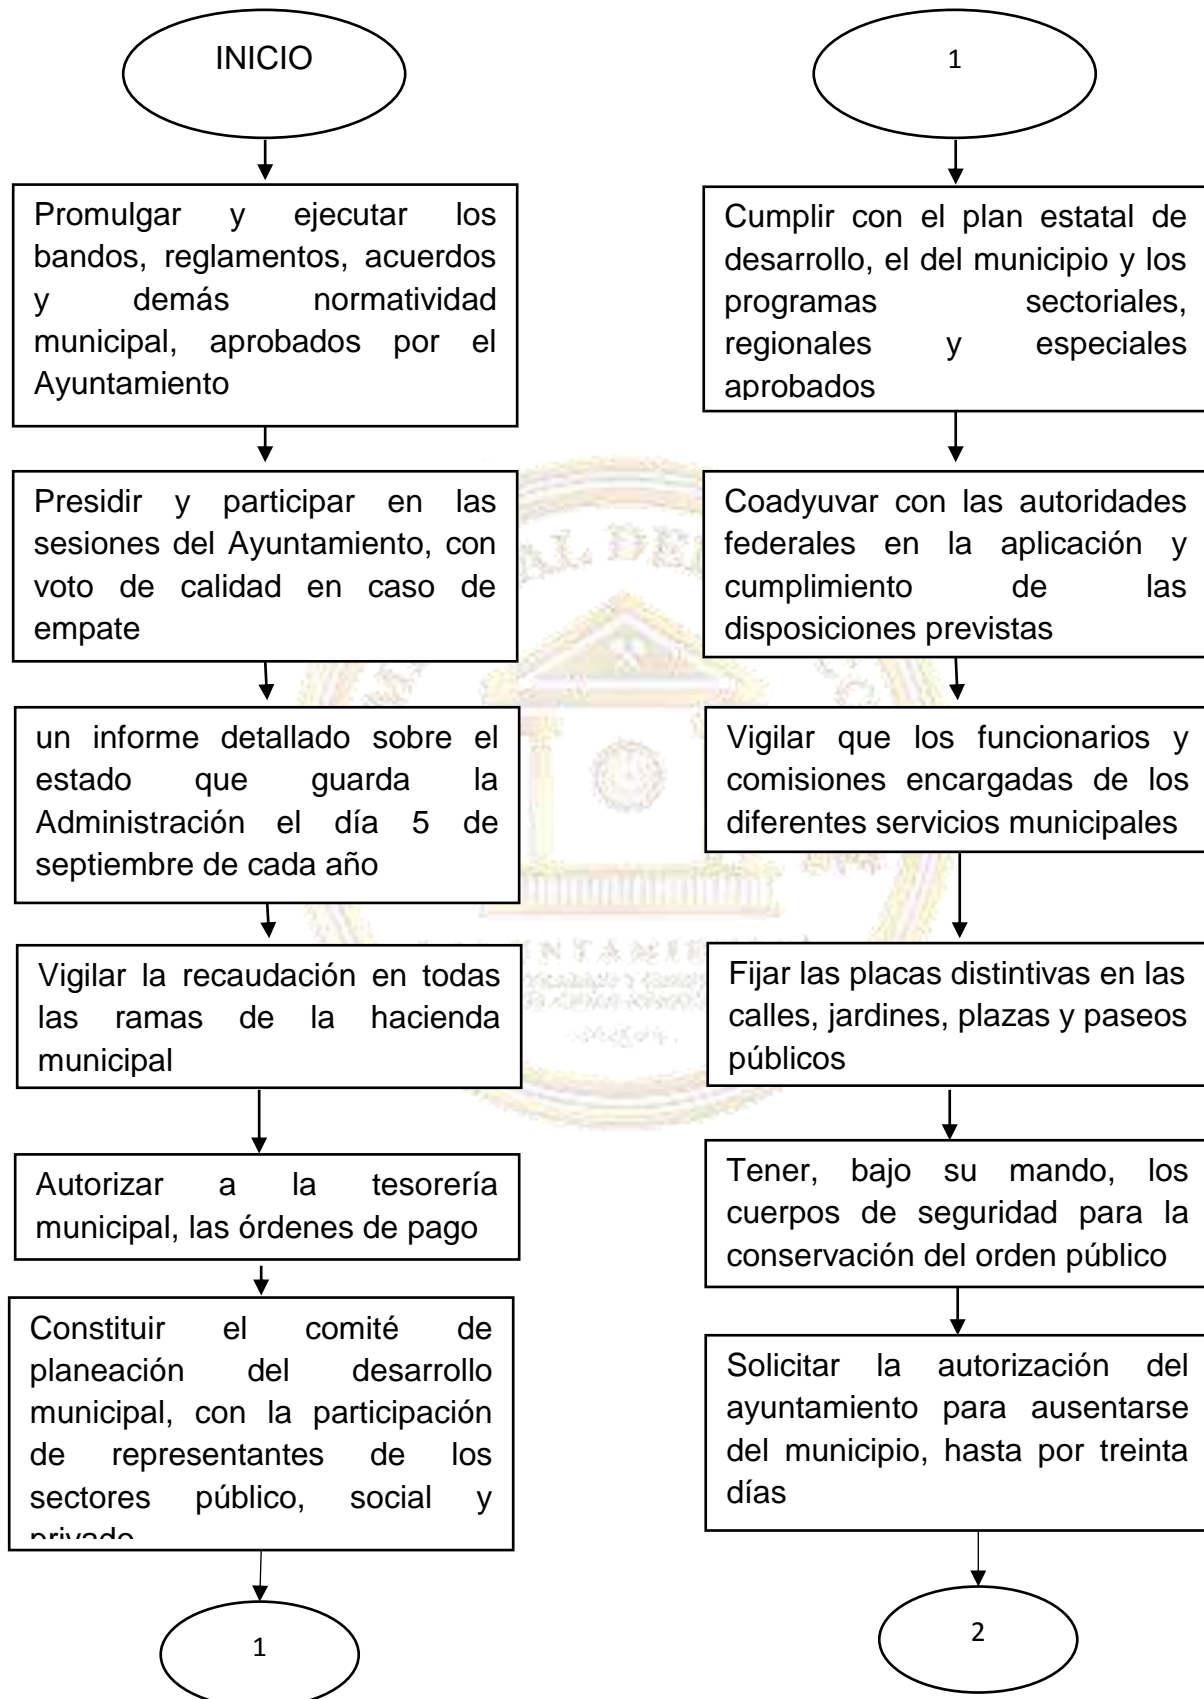 INICIO
Promulgar y ejecutar los
bandos, reglamentos, acuerdos
y demás normatividad
municipal, aprobados por el
Ayuntamiento
Presidir y participar en las
sesiones del Ayuntamiento, con
voto de calidad en caso de
empate
un informe detallado sobre el
estado que guarda la
Administración el día 5 de
septiembre de cada año
Vigilar la recaudación en todas
las ramas de la hacienda
municipal
Autorizar a la tesorería
municipal, las órdenes de pago
Constituir el comité de
planeación del desarrollo
municipal, con la participación
de representantes de los
sectores público, social y
privado
1
1
Cumplir con el plan estatal de
desarrollo, el del municipio y los
programas sectoriales,
regionales y especiales
aprobados
Coadyuvar con las autoridades
federales en la aplicación y
cumplimiento de las
disposiciones previstas
Vigilar que los funcionarios y
comisiones encargadas de los
diferentes servicios municipales
Fijar las placas distintivas en las
calles, jardines, plazas y paseos
públicos
Tener, bajo su mando, los
cuerpos de seguridad para la
conservación del orden público
Solicitar la autorización del
ayuntamiento para ausentarse
del municipio, hasta por treinta
días
2